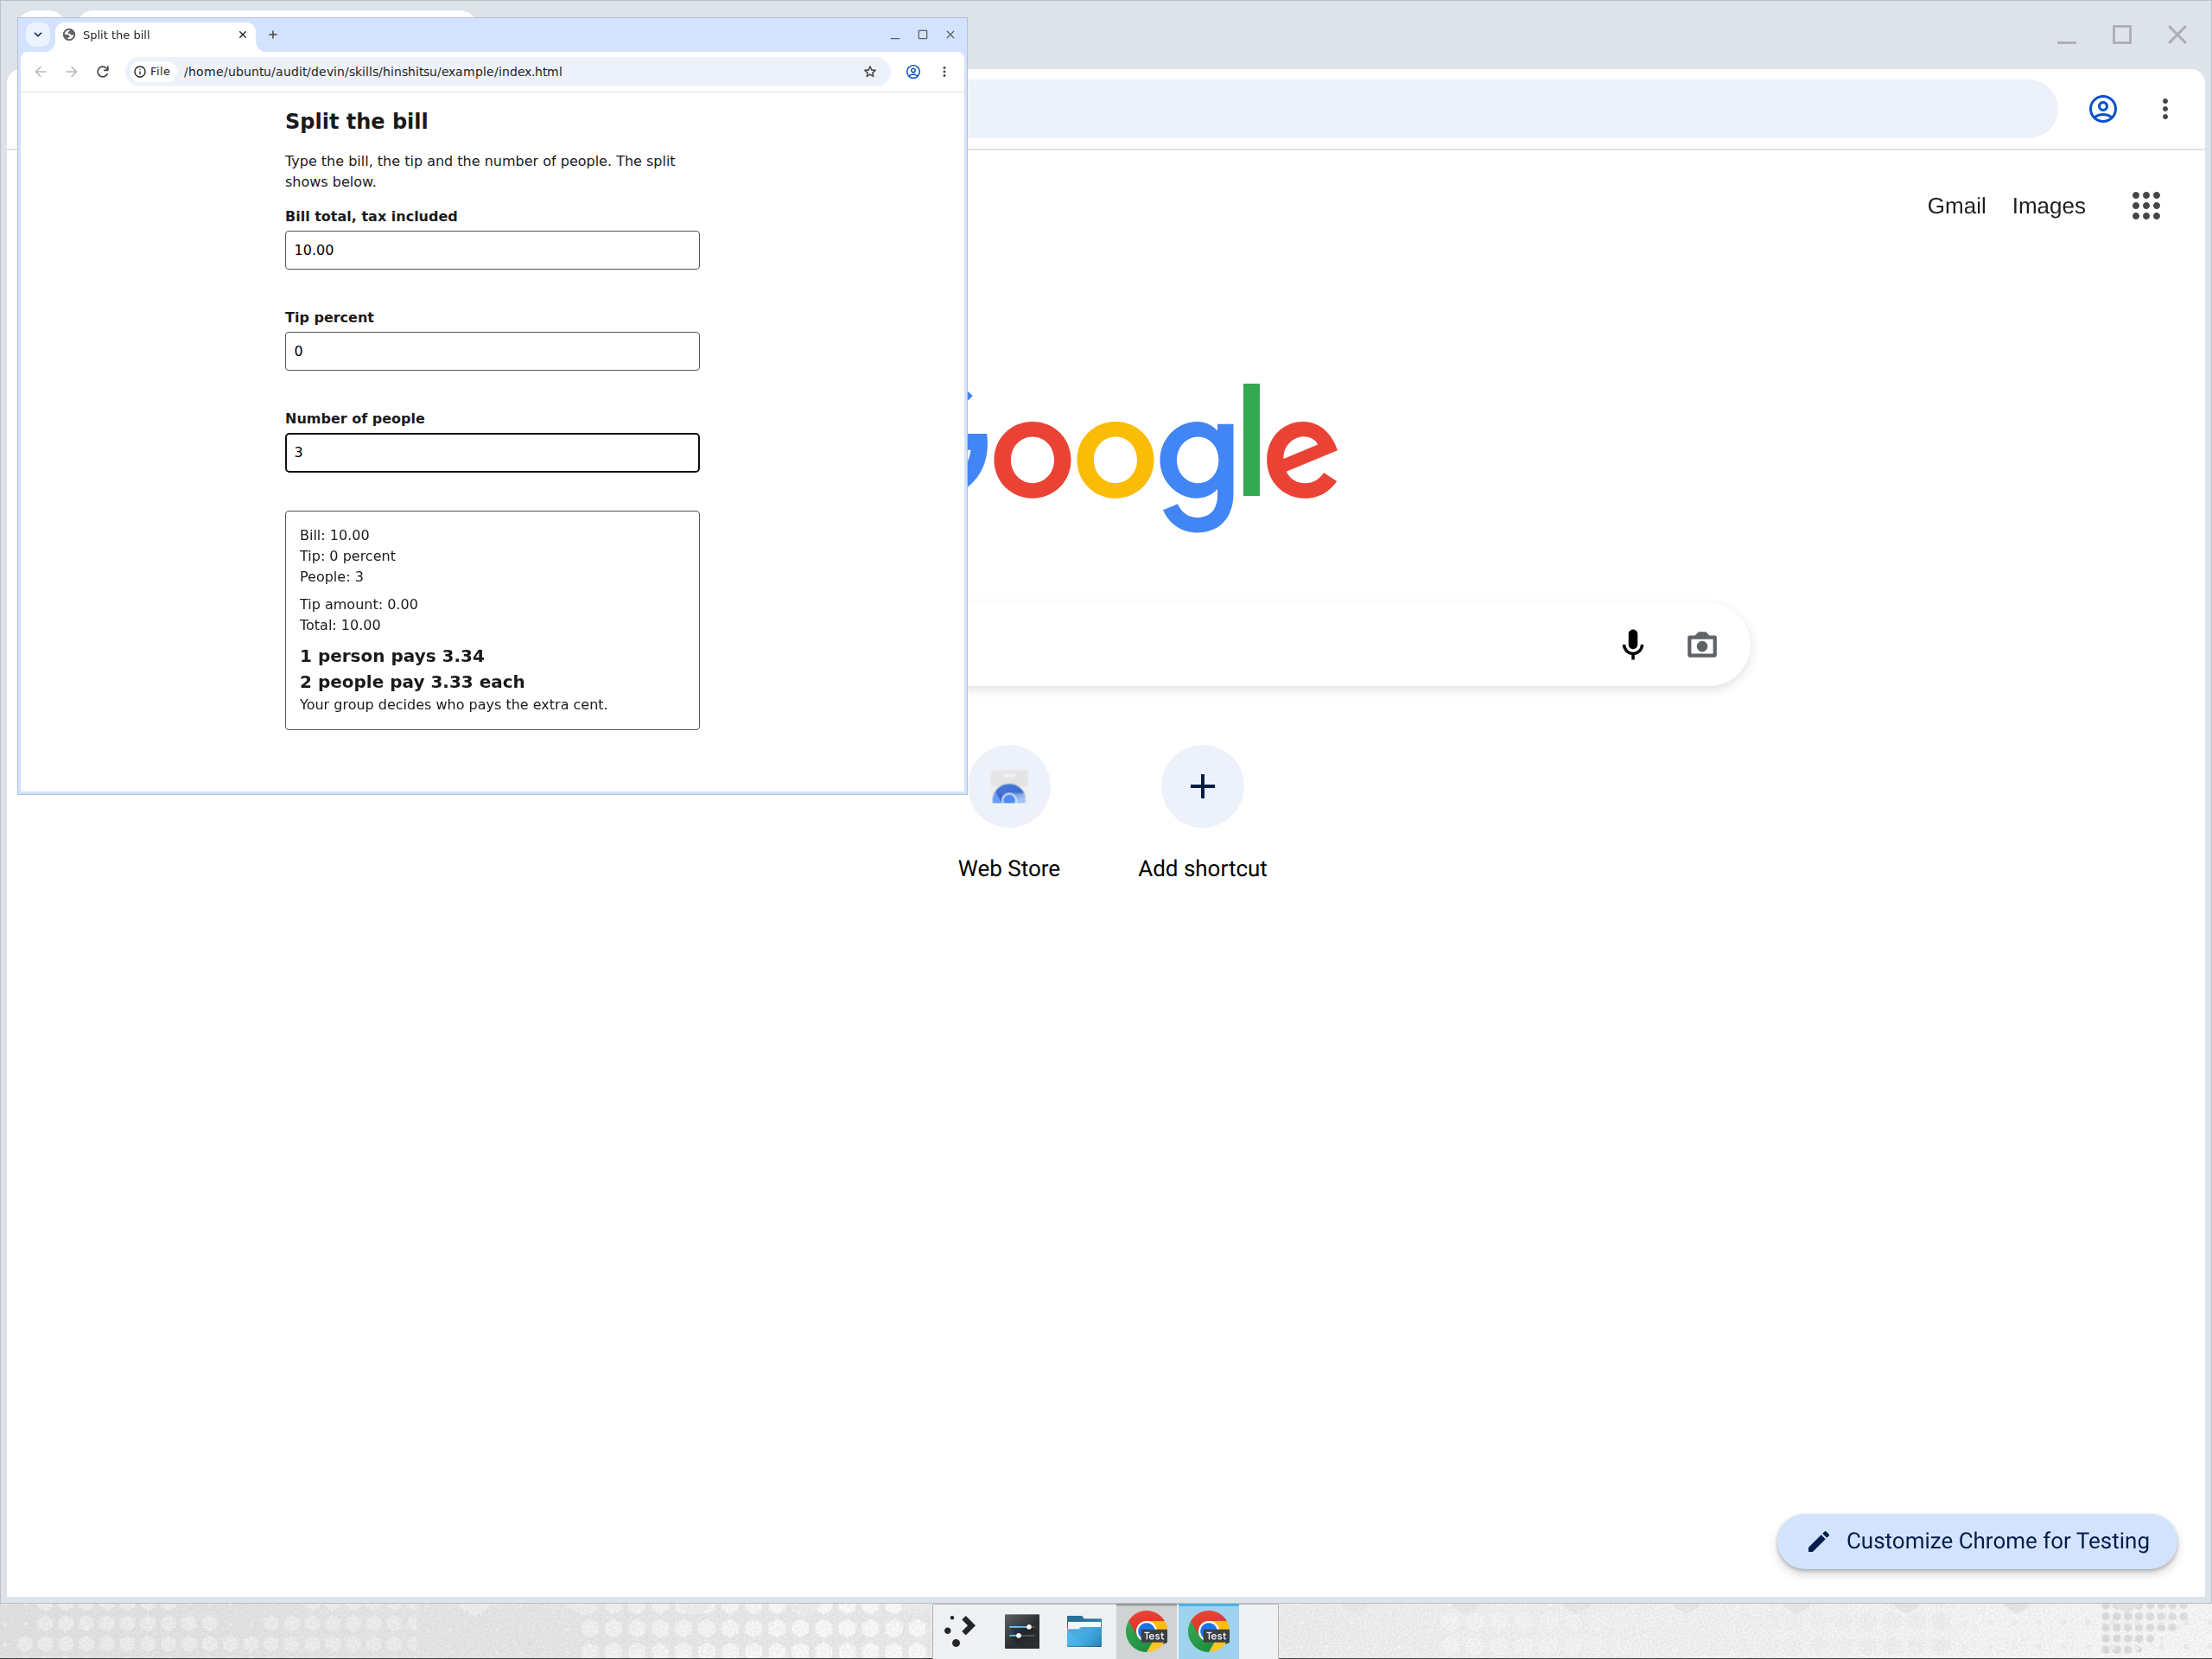 Split the bill
File
/home/ubuntu/audit/devin/skills/hinshitsu/example/index.html
Split the bill
Type the bill, the tip and the number of people. The split
shows below.
Bill total, tax included
10.00
Tip percent
0
Number of people
3
Bill: 10.00
Tip: 0 percent
People: 3
Tip amount: 0.00
Total: 10.00
1 person pays 3.34
2 people pay 3.33 each
Your group decides who pays the extra cent.
Gmail Images
oogle
Web Store Add shortcut
Customize Chrome for Testing
Test Test